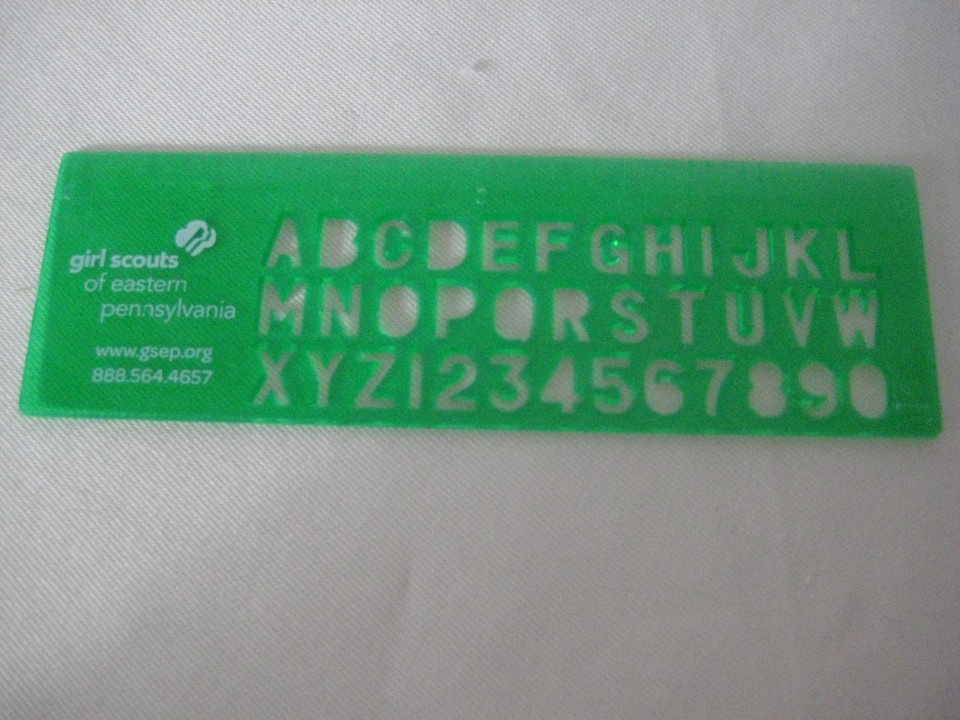 girl scouts
of eastern
pennsylvania
www.gsep.org
888.564.4657
ABCDEFGHIJKL
MNOPQRSTUVW
XYZ1234567890